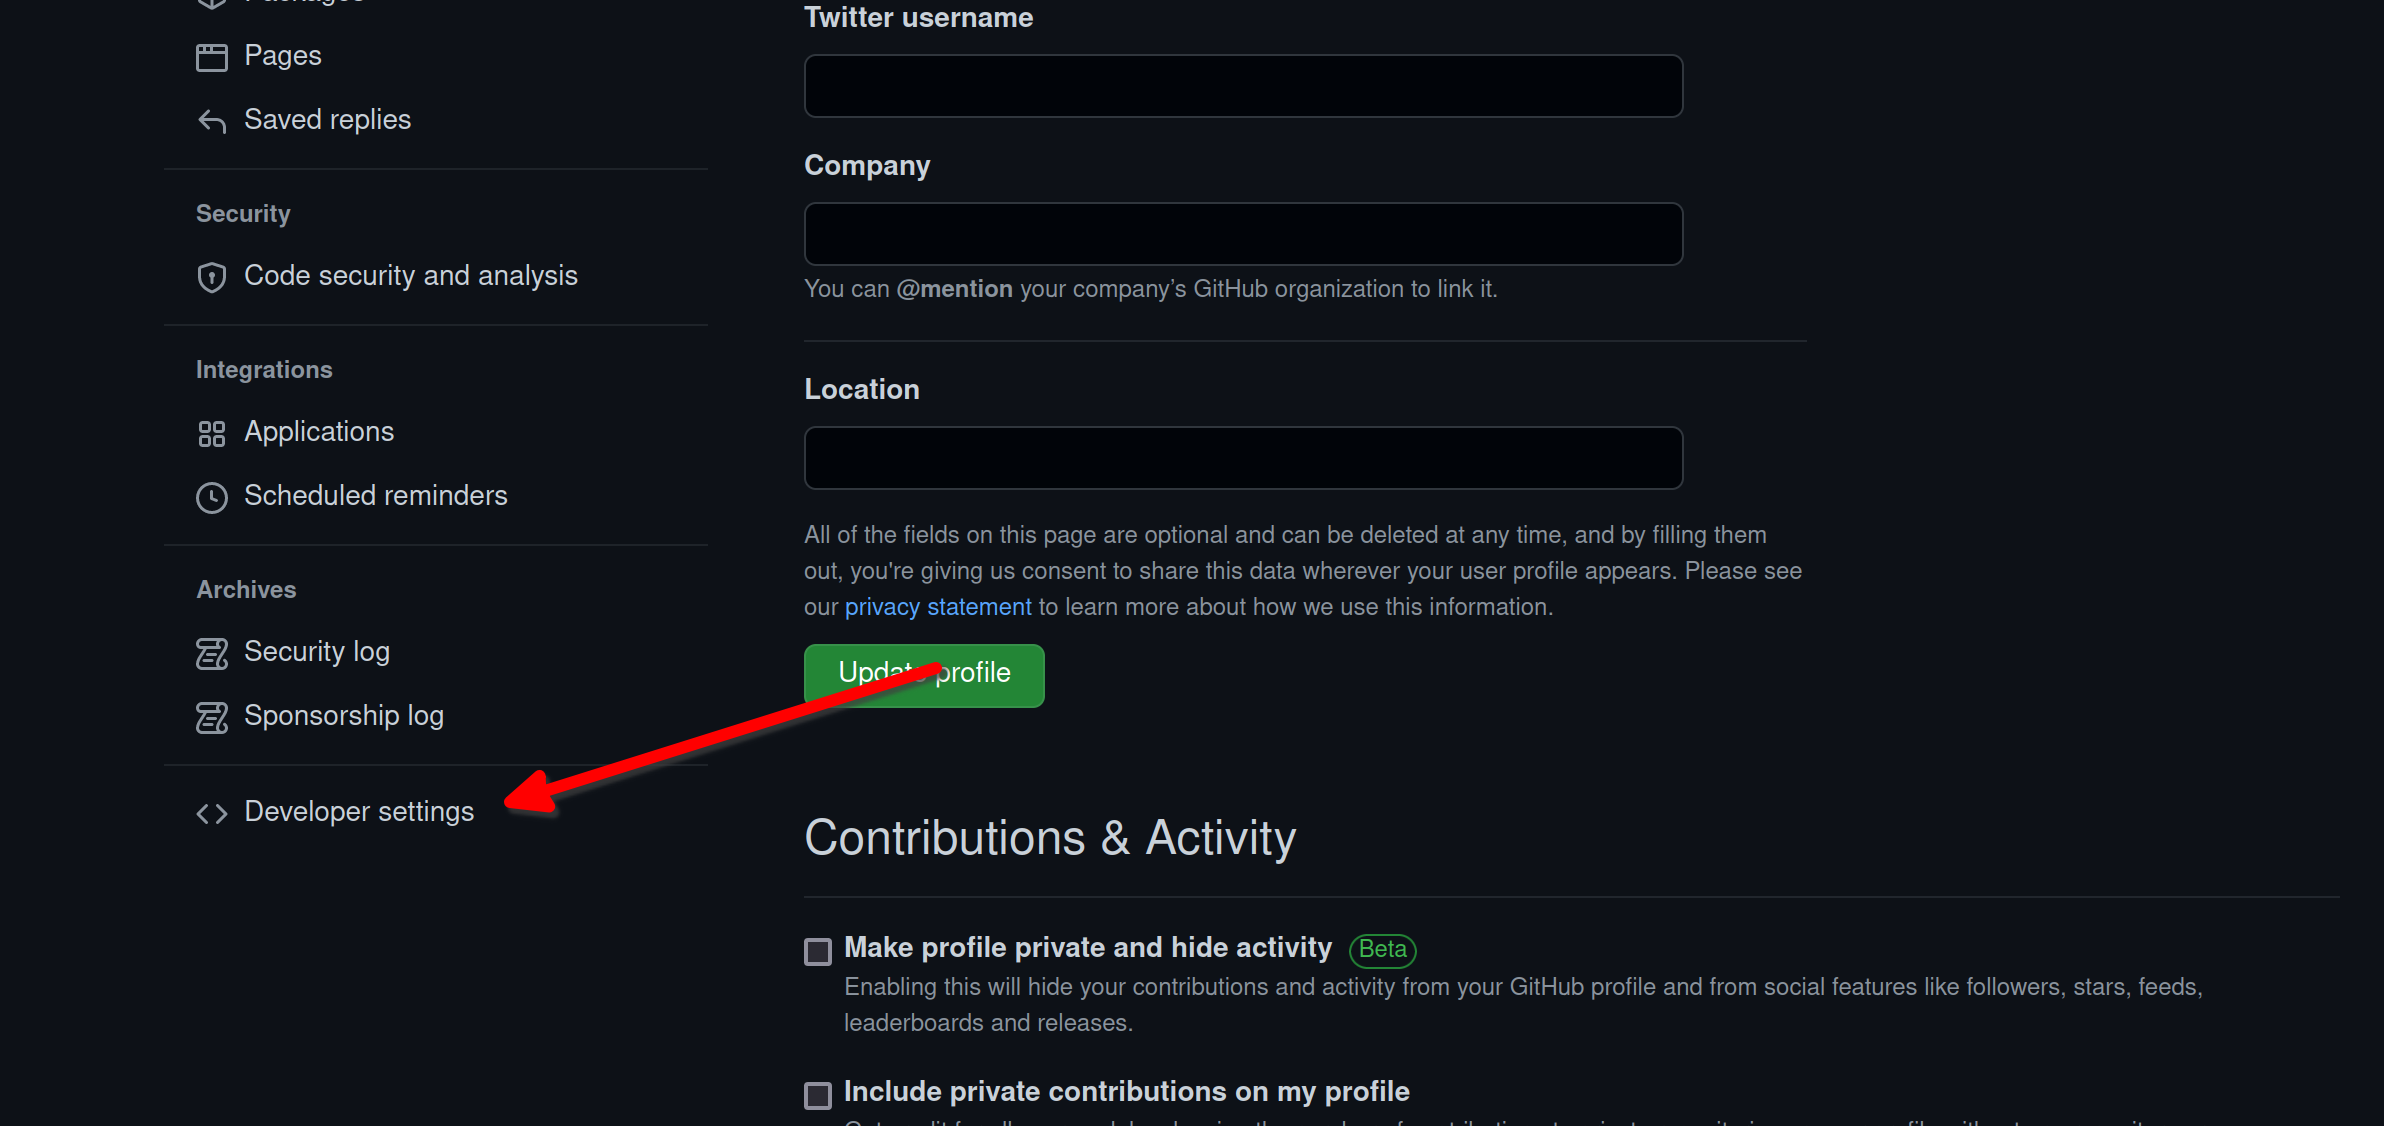 Packages
Pages
Saved replies
Security
Code security and analysis
Integrations
Applications
Scheduled reminders
Archives
Security log
Sponsorship log
Developer settings
Twitter username
Company
You can @mention your company’s GitHub organization to link it.
Location
All of the fields on this page are optional and can be deleted at any time, and by filling them
out, you're giving us consent to share this data wherever your user profile appears. Please see
our privacy statement to learn more about how we use this information.
Update profile
Contributions & Activity
Make profile private and hide activity Beta
Enabling this will hide your contributions and activity from your GitHub profile and from social features like followers, stars, feeds,
leaderboards and releases.
Include private contributions on my profile